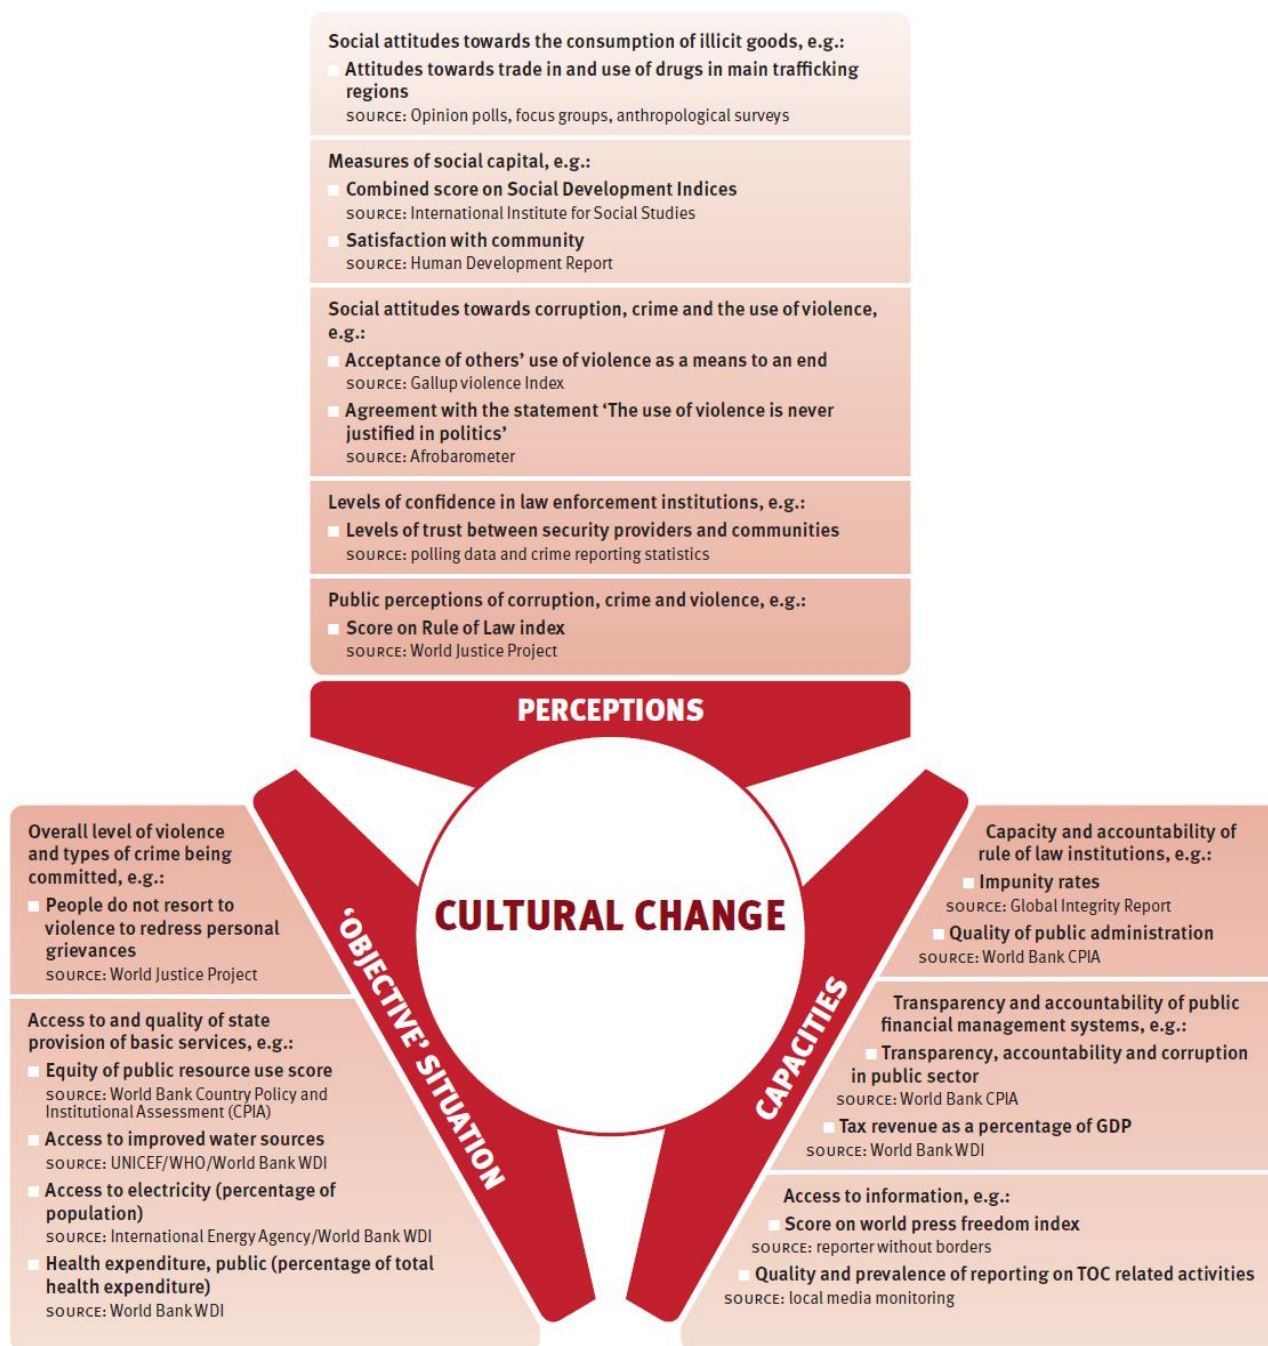 Social attitudes towards the consumption of illicit goods, e.g.:
Attitudes towards trade in and use of drugs in main trafficking
regions
SOURCE: Opinion polls, focus groups, anthropological surveys
Measures of social capital, e.g.:
Combined score on Social Development Indices
SOURCE: International Institute for Social Studies
Satisfaction with community
SOURCE: Human Development Report
Social attitudes towards corruption, crime and the use of violence,
e.g.:
Acceptance of others’ use of violence as a means to an end
SOURCE: Gallup violence Index
Agreement with the statement ‘The use of violence is never
justified in politics’
SOURCE: Afrobarometer
Levels of confidence in law enforcement institutions, e.g.:
Levels of trust between security providers and communities
SOURCE: polling data and crime reporting statistics
Public perceptions of corruption, crime and violence, e.g.:
Score on Rule of Law index
SOURCE: World Justice Project
PERCEPTIONS
CULTURAL CHANGE
‘OBJECTIVE’ SITUATION
Overall level of violence
and types of crime being
committed, e.g.:
People do not resort to
violence to redress personal
grievances
SOURCE: World Justice Project
Access to and quality of state
provision of basic services, e.g.:
Equity of public resource use score
SOURCE: World Bank Country Policy and
Institutional Assessment (CPIA)
Access to improved water sources
SOURCE: UNICEF/WHO/World Bank WDI
Access to electricity (percentage of
population)
SOURCE: International Energy Agency/World Bank WDI
Health expenditure, public (percentage of total
health expenditure)
SOURCE: World Bank WDI
CAPACITIES
Capacity and accountability of
rule of law institutions, e.g.:
Impunity rates
SOURCE: Global Integrity Report
Quality of public administration
SOURCE: World Bank CPIA
Transparency and accountability of public
financial management systems, e.g.:
Transparency, accountability and corruption
in public sector
SOURCE: World Bank CPIA
Tax revenue as a percentage of GDP
SOURCE: World Bank WDI
Access to information, e.g.:
Score on world press freedom index
SOURCE: reporter without borders
Quality and prevalence of reporting on TOC related activities
SOURCE: local media monitoring